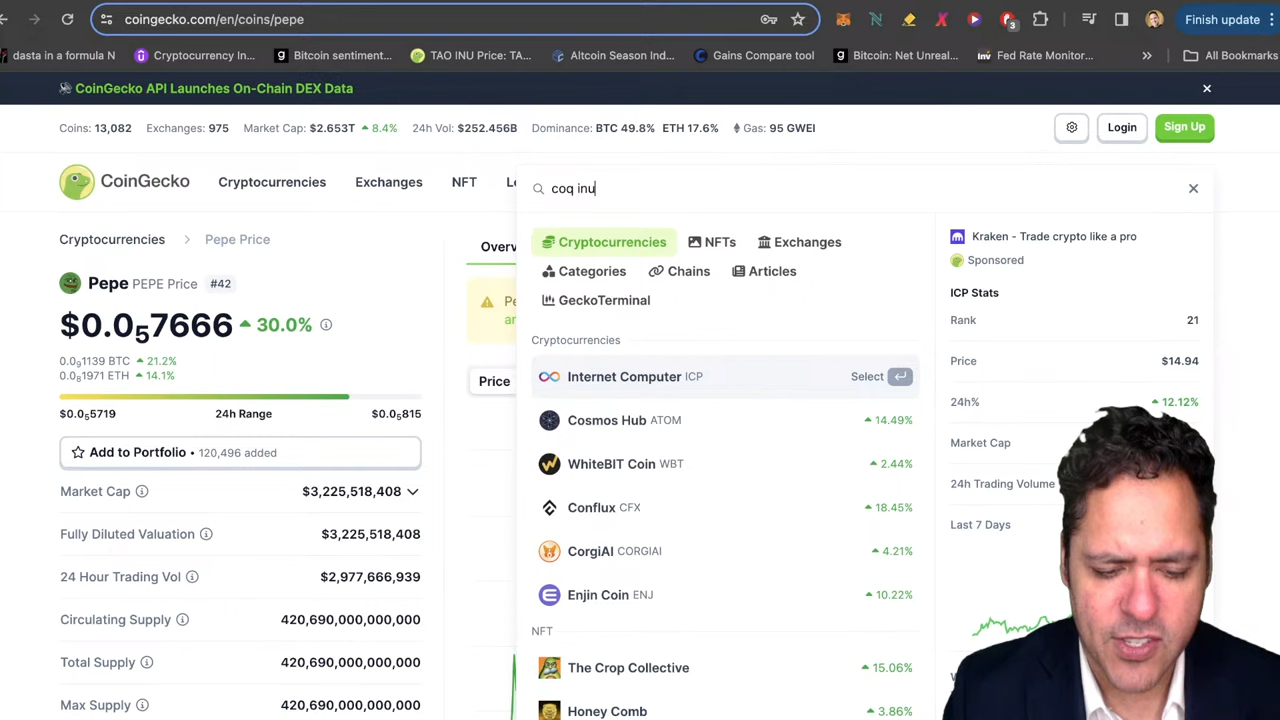 coingecko.com/en/coins/pepe
Finish update
dasta in a formula N
Cryptocurrency In...
Bitcoin sentiment...
TAO INU Price: TA...
Altcoin Season Ind...
Gains Compare tool
Bitcoin: Net Unreal...
Fed Rate Monitor...
All Bookmarks
CoinGecko API Launches On-Chain DEX Data
Coins: 13,082 Exchanges: 975 Market Cap: $2.653T 8.4% 24h Vol: $252.456B Dominance: BTC 49.8% ETH 17.6% Gas: 95 GWEI
Login
Sign Up
CoinGecko
Cryptocurrencies
Exchanges
NFT
coq inu
Cryptocurrencies
NFTs
Exchanges
Categories
Chains
Articles
GeckoTerminal
Cryptocurrencies
Internet Computer ICP Select
Cosmos Hub ATOM 14.49%
WhiteBIT Coin WBT 2.44%
Conflux CFX 18.45%
CorgiAI CORGIAI 4.21%
Enjin Coin ENJ 10.22%
NFT
The Crop Collective 15.06%
Honey Comb 3.86%
Kraken - Trade crypto like a pro
Sponsored
ICP Stats
Rank 21
Price $14.94
24h% 12.12%
Market Cap
24h Trading Volume
Last 7 Days
Cryptocurrencies
Pepe Price
Pepe PEPE Price #42
$0.0₅7666 30.0%
0.0₉1139 BTC 21.2%
0.0₈1971 ETH 14.1%
$0.0₅5719 24h Range $0.0₅815
Add to Portfolio • 120,496 added
Market Cap $3,225,518,408
Fully Diluted Valuation $3,225,518,408
24 Hour Trading Vol $2,977,666,939
Circulating Supply 420,690,000,000,000
Total Supply 420,690,000,000,000
Max Supply 420,690,000,000,000
Overv
Price